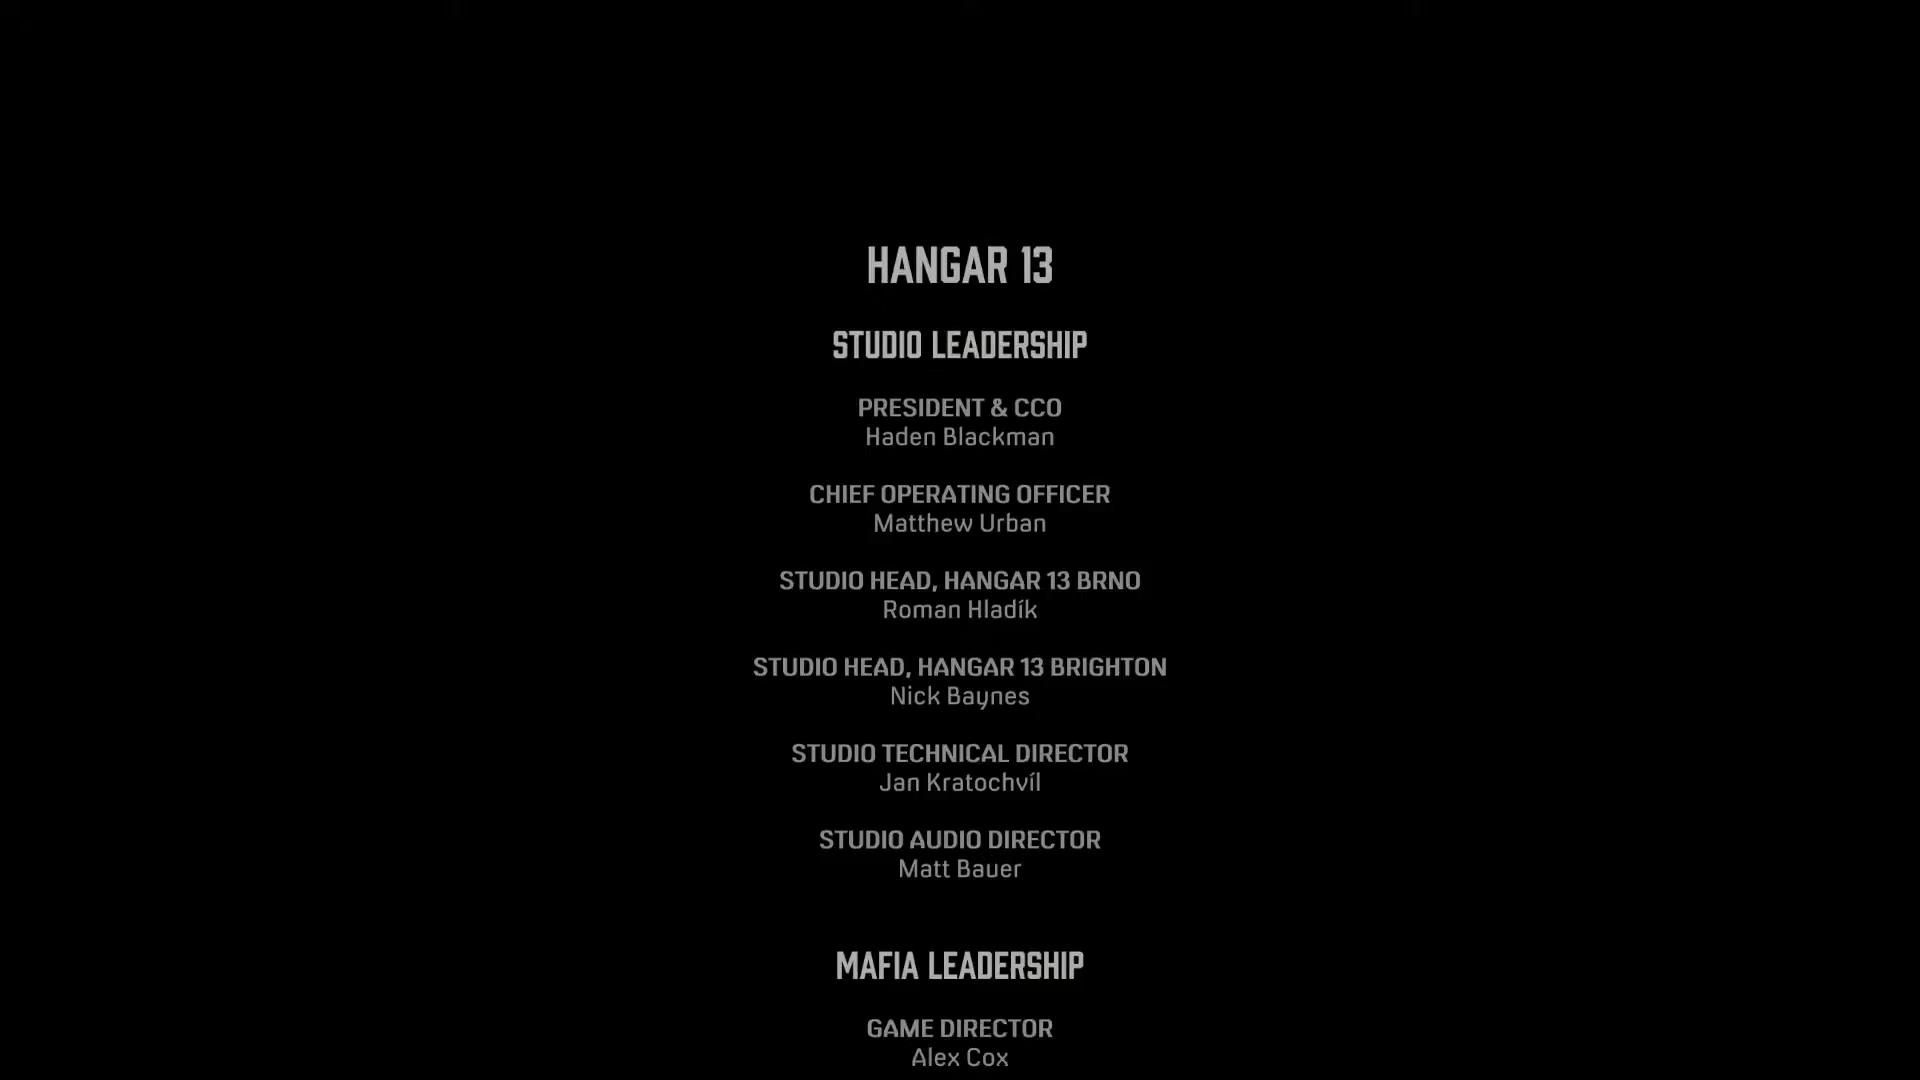 HANGAR 13
STUDIO LEADERSHIP
PRESIDENT & CCO
Haden Blackman
CHIEF OPERATING OFFICER
Matthew Urban
STUDIO HEAD, HANGAR 13 BRNO
Roman Hladík
STUDIO HEAD, HANGAR 13 BRIGHTON
Nick Baynes
STUDIO TECHNICAL DIRECTOR
Jan Kratochvíl
STUDIO AUDIO DIRECTOR
Matt Bauer
MAFIA LEADERSHIP
GAME DIRECTOR
Alex Cox